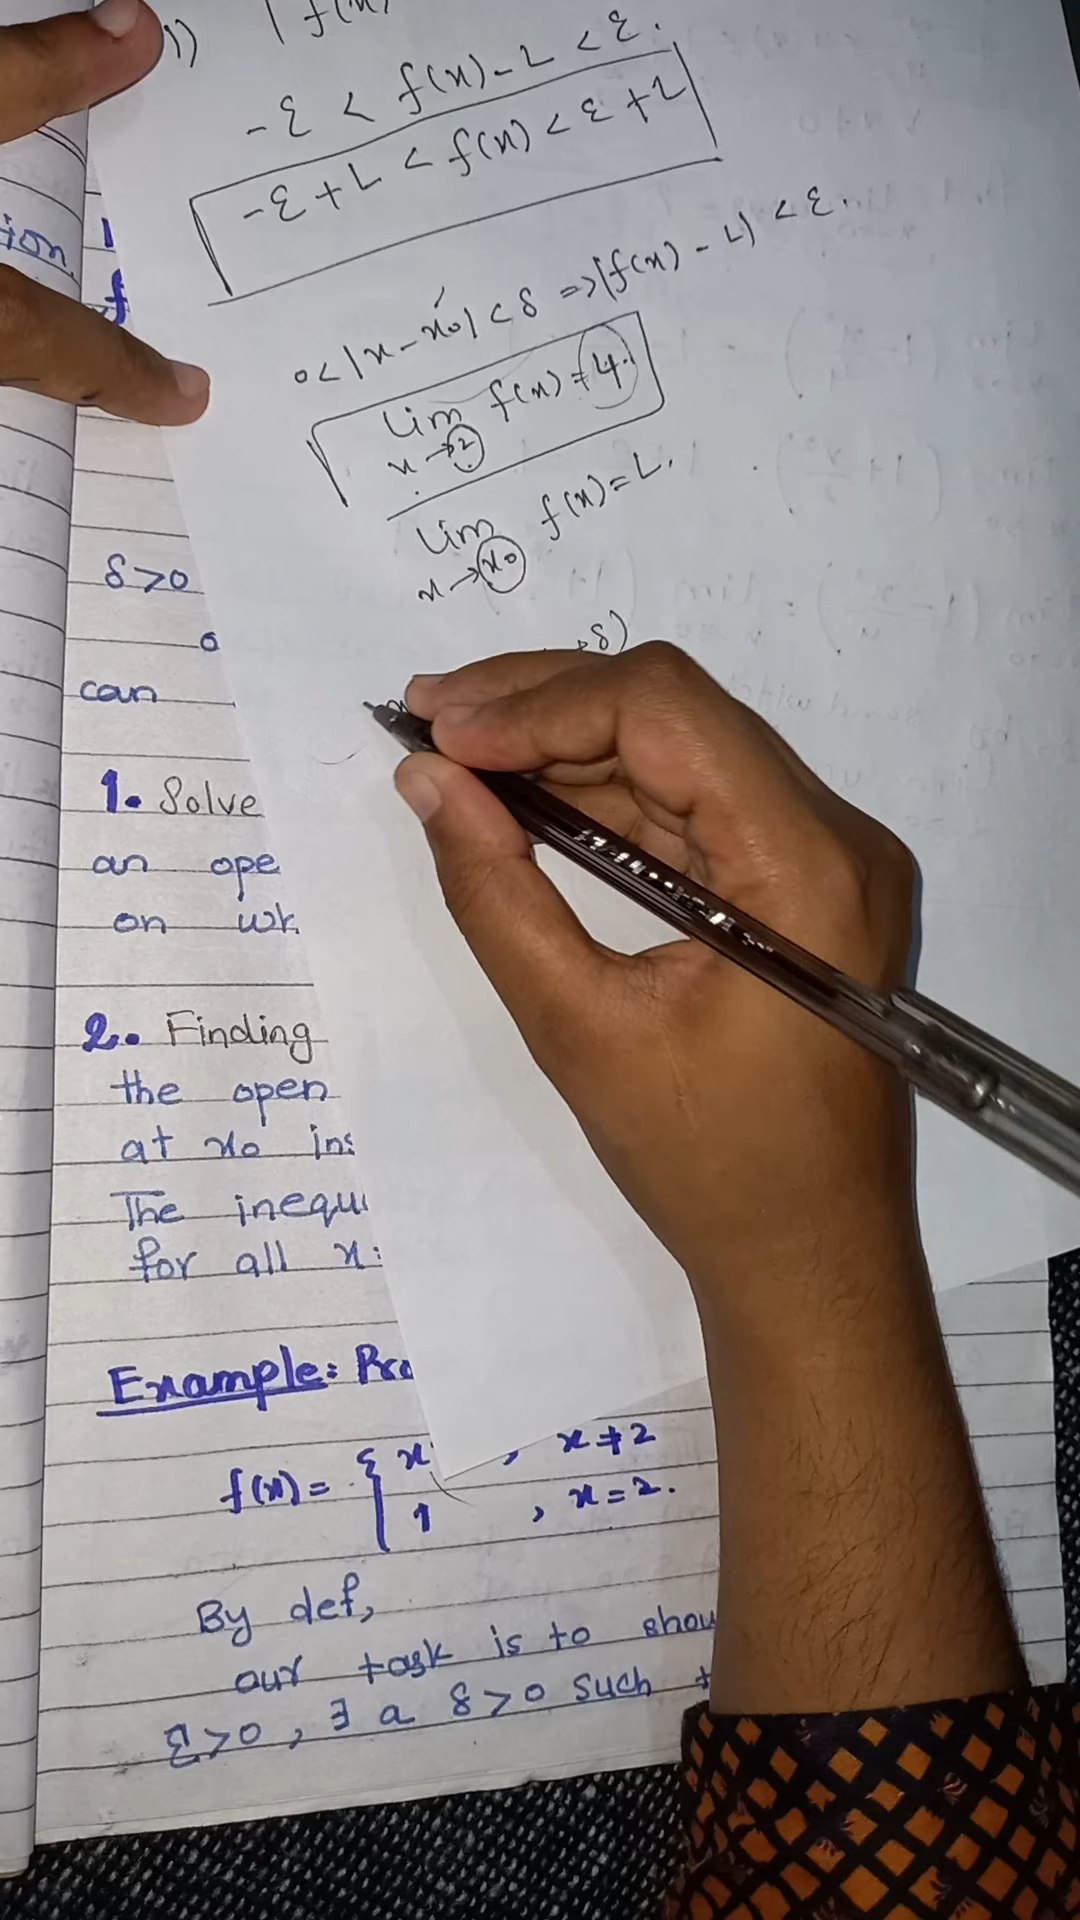 1) | f(x)
-ε < f(x) - L < ε.
-ε + L < f(x) < ε + L
0 < |x - x0| < δ => |f(x) - L| < ε.
Lim f(x) = 4.
x → 2
Lim f(x) = L.
x → x0
δ)
ion.
δ>0
can
1. Solve
an ope
on wh
2. Finding
the open
at x0 ins
The inequ
for all x
Example: Pro
f(x) = { x , x ≠ 2
1 , x = 2.
By def,
our task is to show
ε>0, ∃ a δ>0 such t